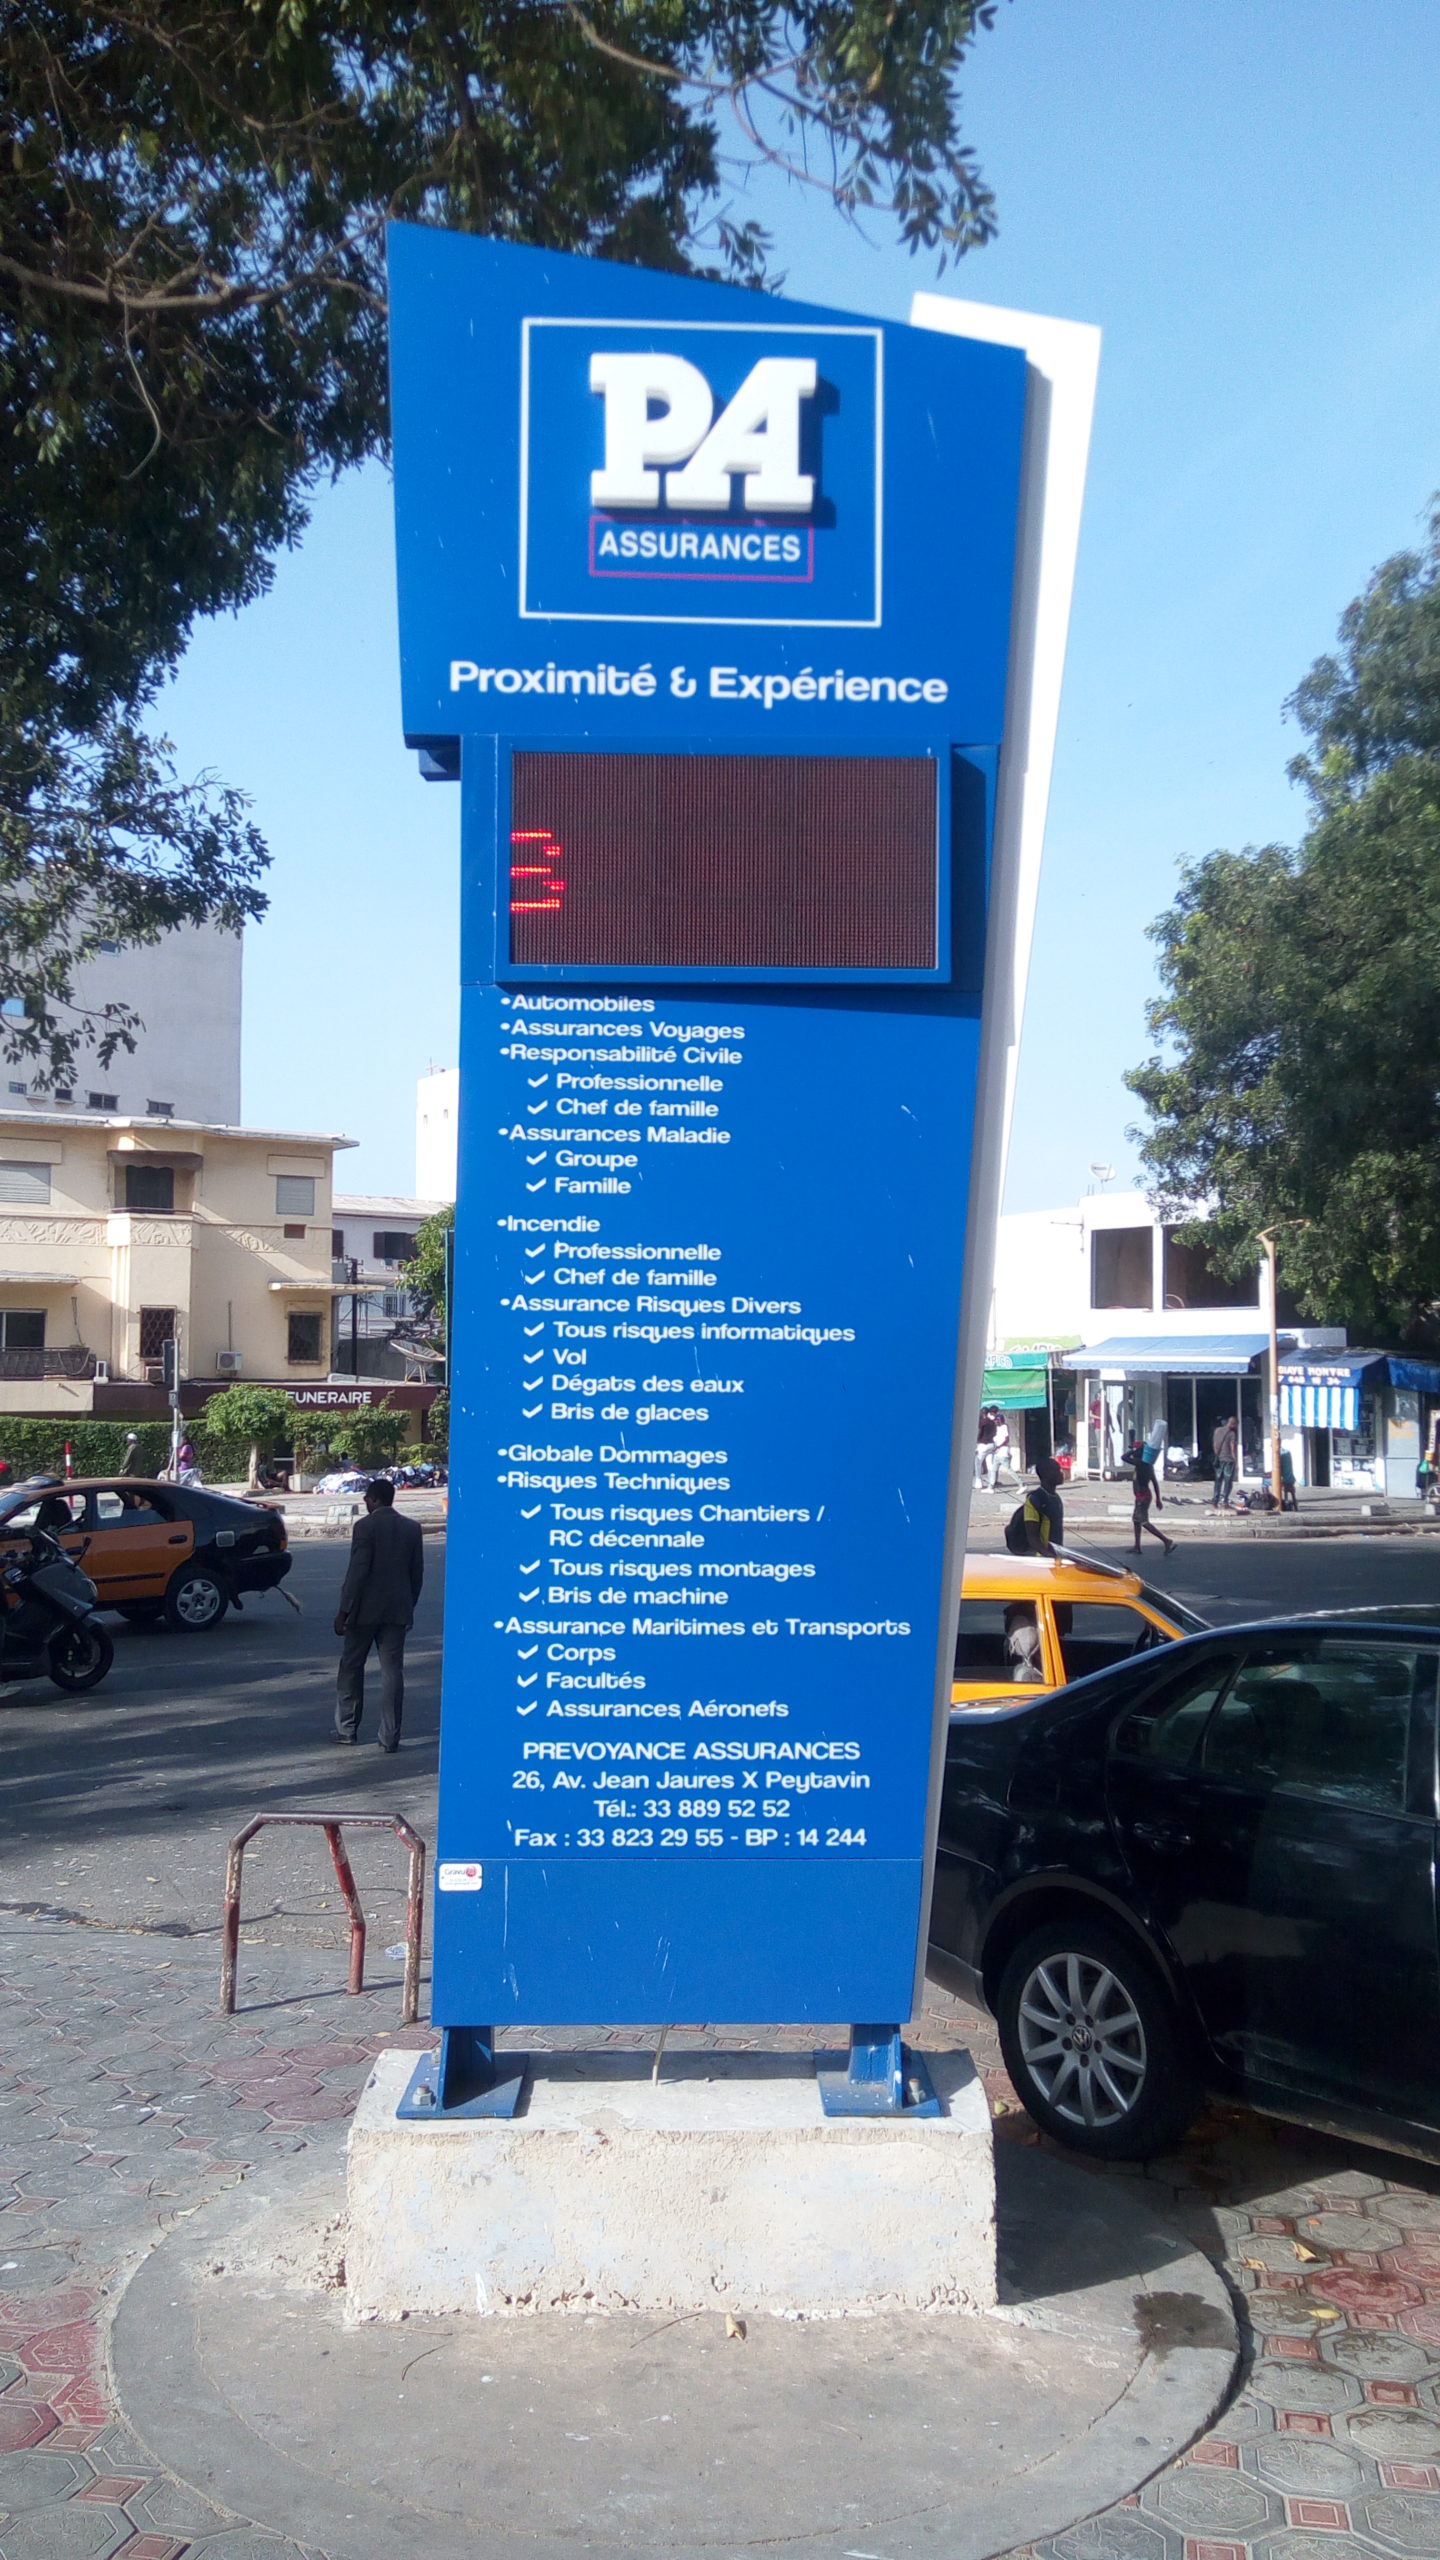 PA
ASSURANCES
Proximité & Expérience
•Automobiles
•Assurances Voyages
•Responsabilité Civile
✓ Professionnelle
✓ Chef de famille
•Assurances Maladie
✓ Groupe
✓ Famille
•Incendie
✓ Professionnelle
✓ Chef de famille
•Assurance Risques Divers
✓ Tous risques informatiques
✓ Vol
✓ Dégats des eaux
✓ Bris de glaces
•Globale Dommages
•Risques Techniques
✓ Tous risques Chantiers /
RC décennale
✓ Tous risques montages
✓ Bris de machine
•Assurance Maritimes et Transports
✓ Corps
✓ Facultés
✓ Assurances Aéronefs
PREVOYANCE ASSURANCES
26, Av. Jean Jaures X Peytavin
Tél.: 33 889 52 52
Fax : 33 823 29 55 - BP : 14 244
FUNERAIRE
MONTRE